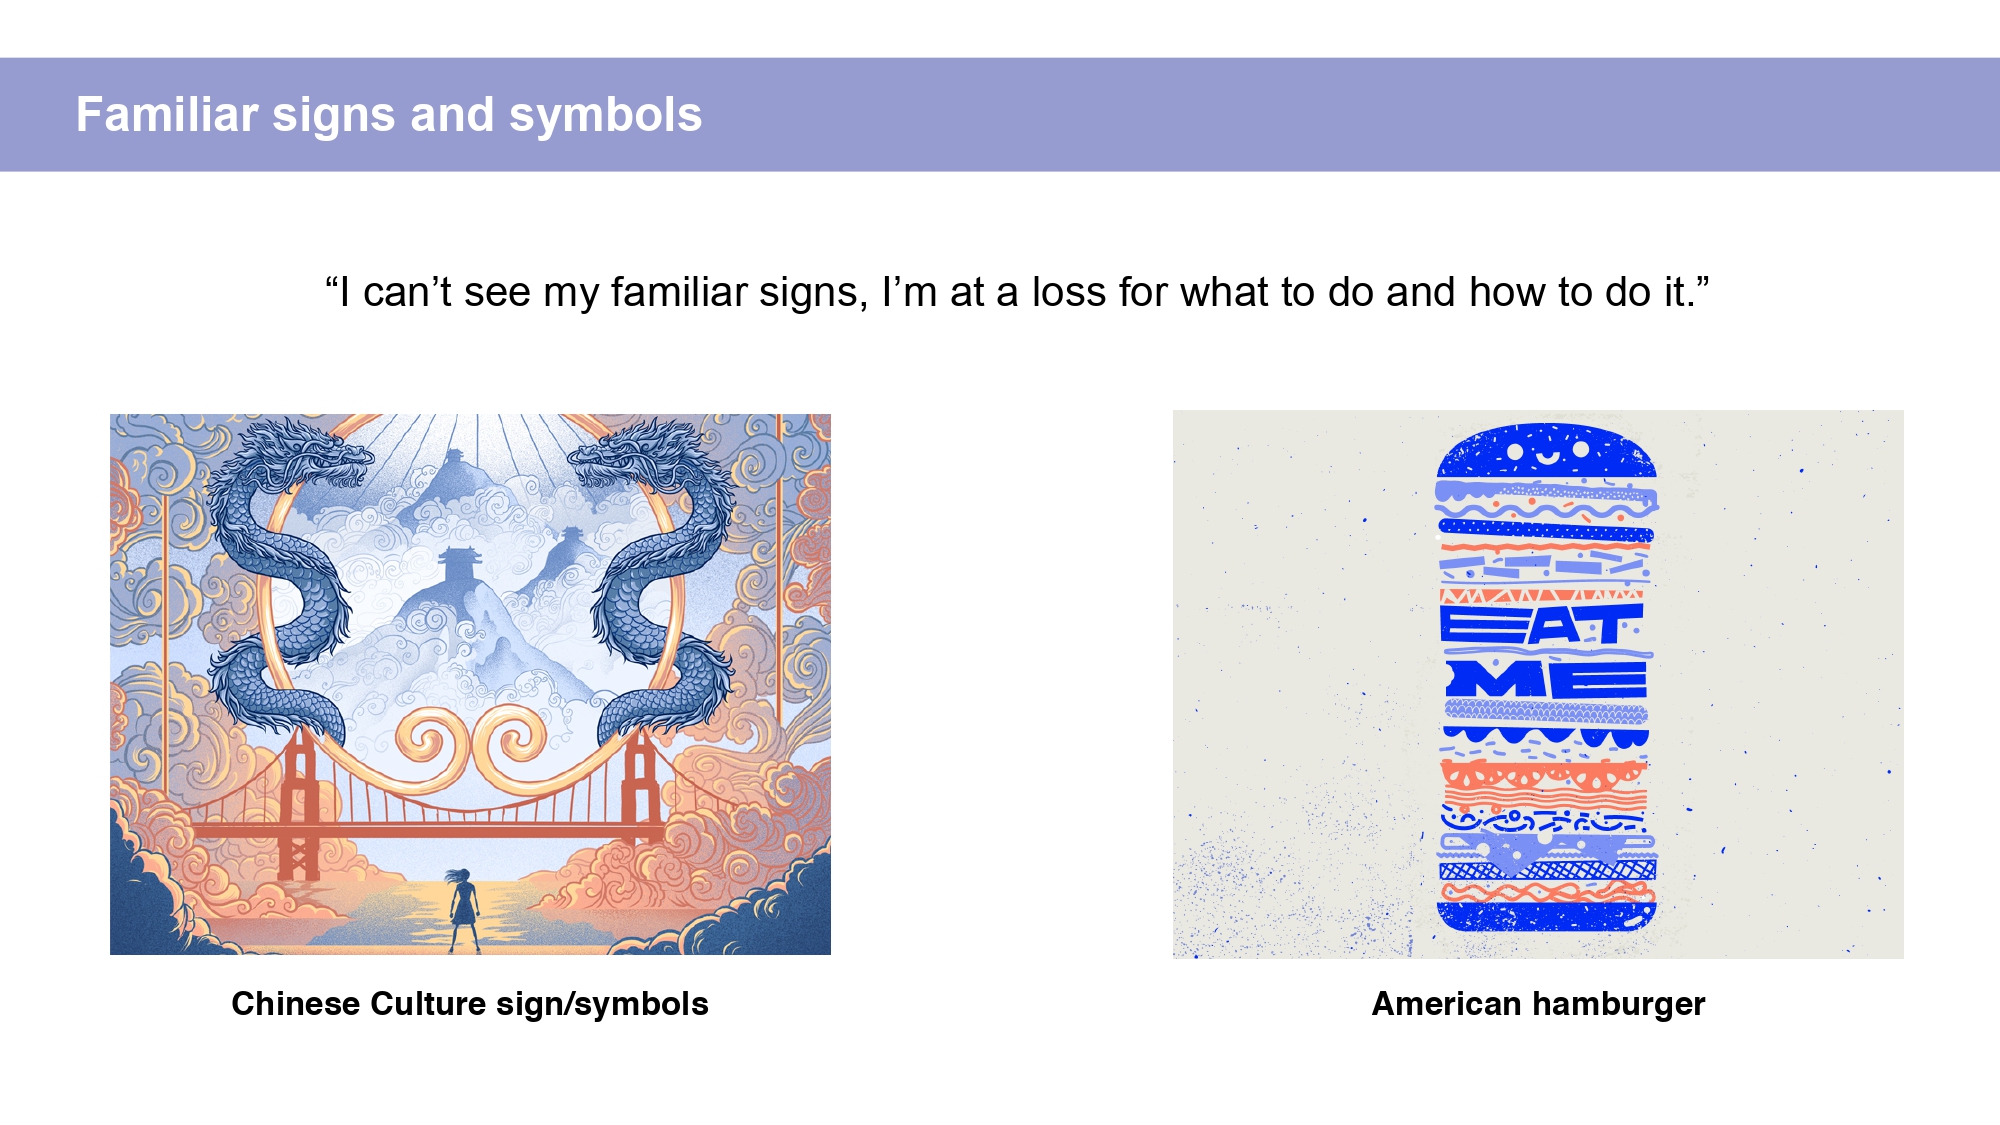 Familiar signs and symbols
“I can’t see my familiar signs, I’m at a loss for what to do and how to do it.”
EAT
ME
Chinese Culture sign/symbols
American hamburger